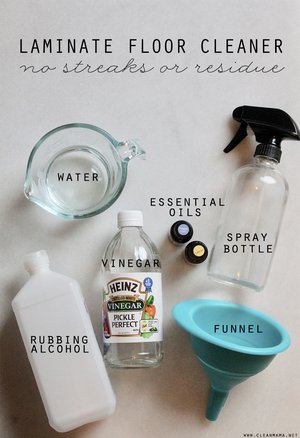 LAMINATE FLOOR CLEANER
no streaks or residue
WATER
ESSENTIAL
OILS
SPRAY
BOTTLE
VINEGAR
HEINZ
VINEGAR
PICKLE
PERFECT
FUNNEL
RUBBING
ALCOHOL
WWW.CLEANMAMA.NET